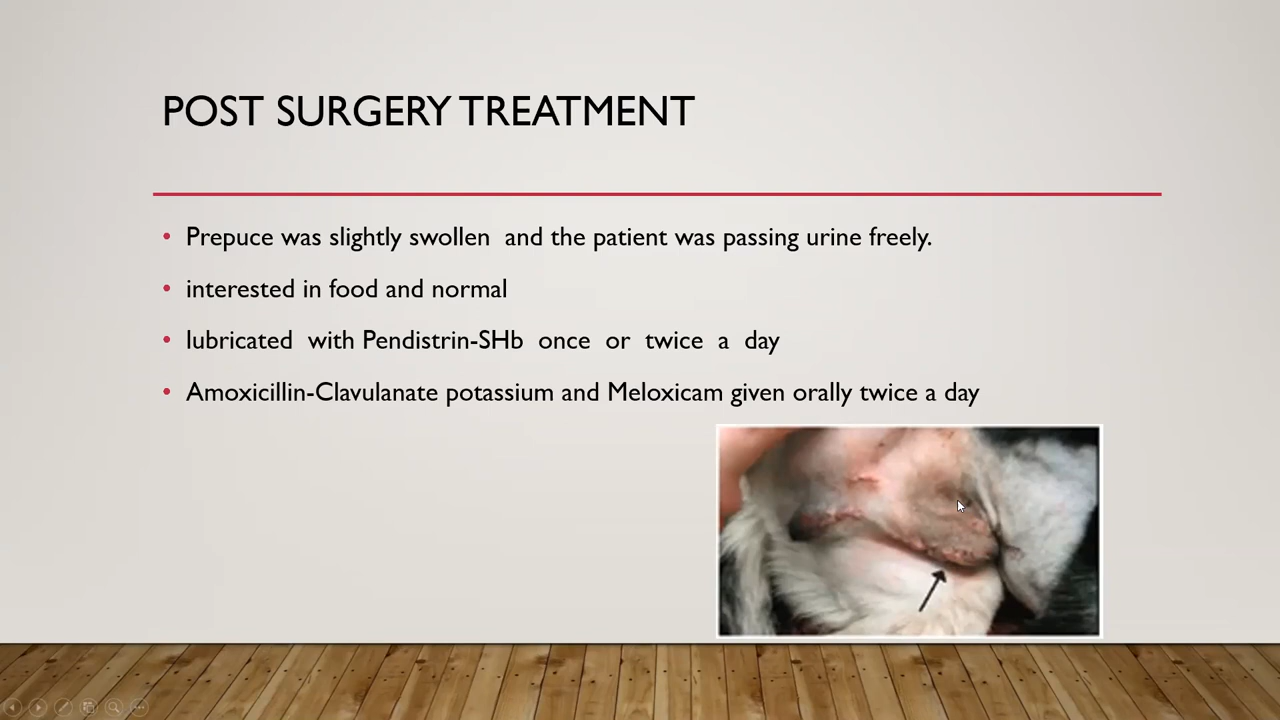 POST SURGERY TREATMENT
• Prepuce was slightly swollen  and the patient was passing urine freely.
• interested in food and normal
• lubricated  with Pendistrin-SHb  once  or  twice  a  day
• Amoxicillin-Clavulanate potassium and Meloxicam given orally twice a day